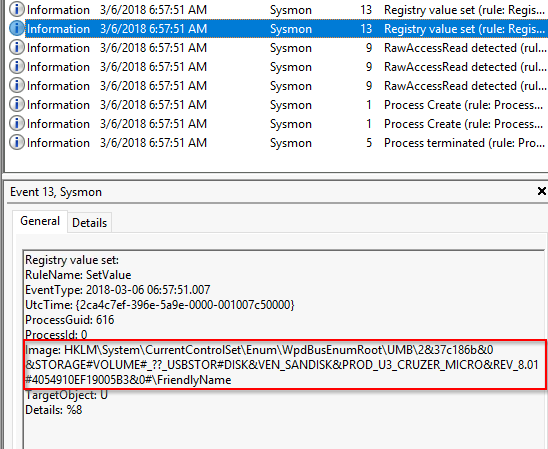 Information 3/6/2018 6:57:51 AM Sysmon 13 Registry value set (rule: Regis...
Information 3/6/2018 6:57:51 AM Sysmon 13 Registry value set (rule: Regis...
Information 3/6/2018 6:57:51 AM Sysmon 9 RawAccessRead detected (rul...
Information 3/6/2018 6:57:51 AM Sysmon 9 RawAccessRead detected (rul...
Information 3/6/2018 6:57:51 AM Sysmon 9 RawAccessRead detected (rul...
Information 3/6/2018 6:57:51 AM Sysmon 1 Process Create (rule: Process...
Information 3/6/2018 6:57:51 AM Sysmon 1 Process Create (rule: Process...
Information 3/6/2018 6:57:51 AM Sysmon 5 Process terminated (rule: Proc...
Event 13, Sysmon
General Details
Registry value set:
RuleName: SetValue
EventType: 2018-03-06 06:57:51.007
UtcTime: {2ca4c7ef-396e-5a9e-0000-001007c50000}
ProcessGuid: 616
ProcessId: 0
Image: HKLM\System\CurrentControlSet\Enum\WpdBusEnumRoot\UMB\2&37c186b&0
&STORAGE#VOLUME#_??_USBSTOR#DISK&VEN_SANDISK&PROD_U3_CRUZER_MICRO&REV_8.01
#4054910EF19005B3&0#\FriendlyName
TargetObject: U
Details: %8